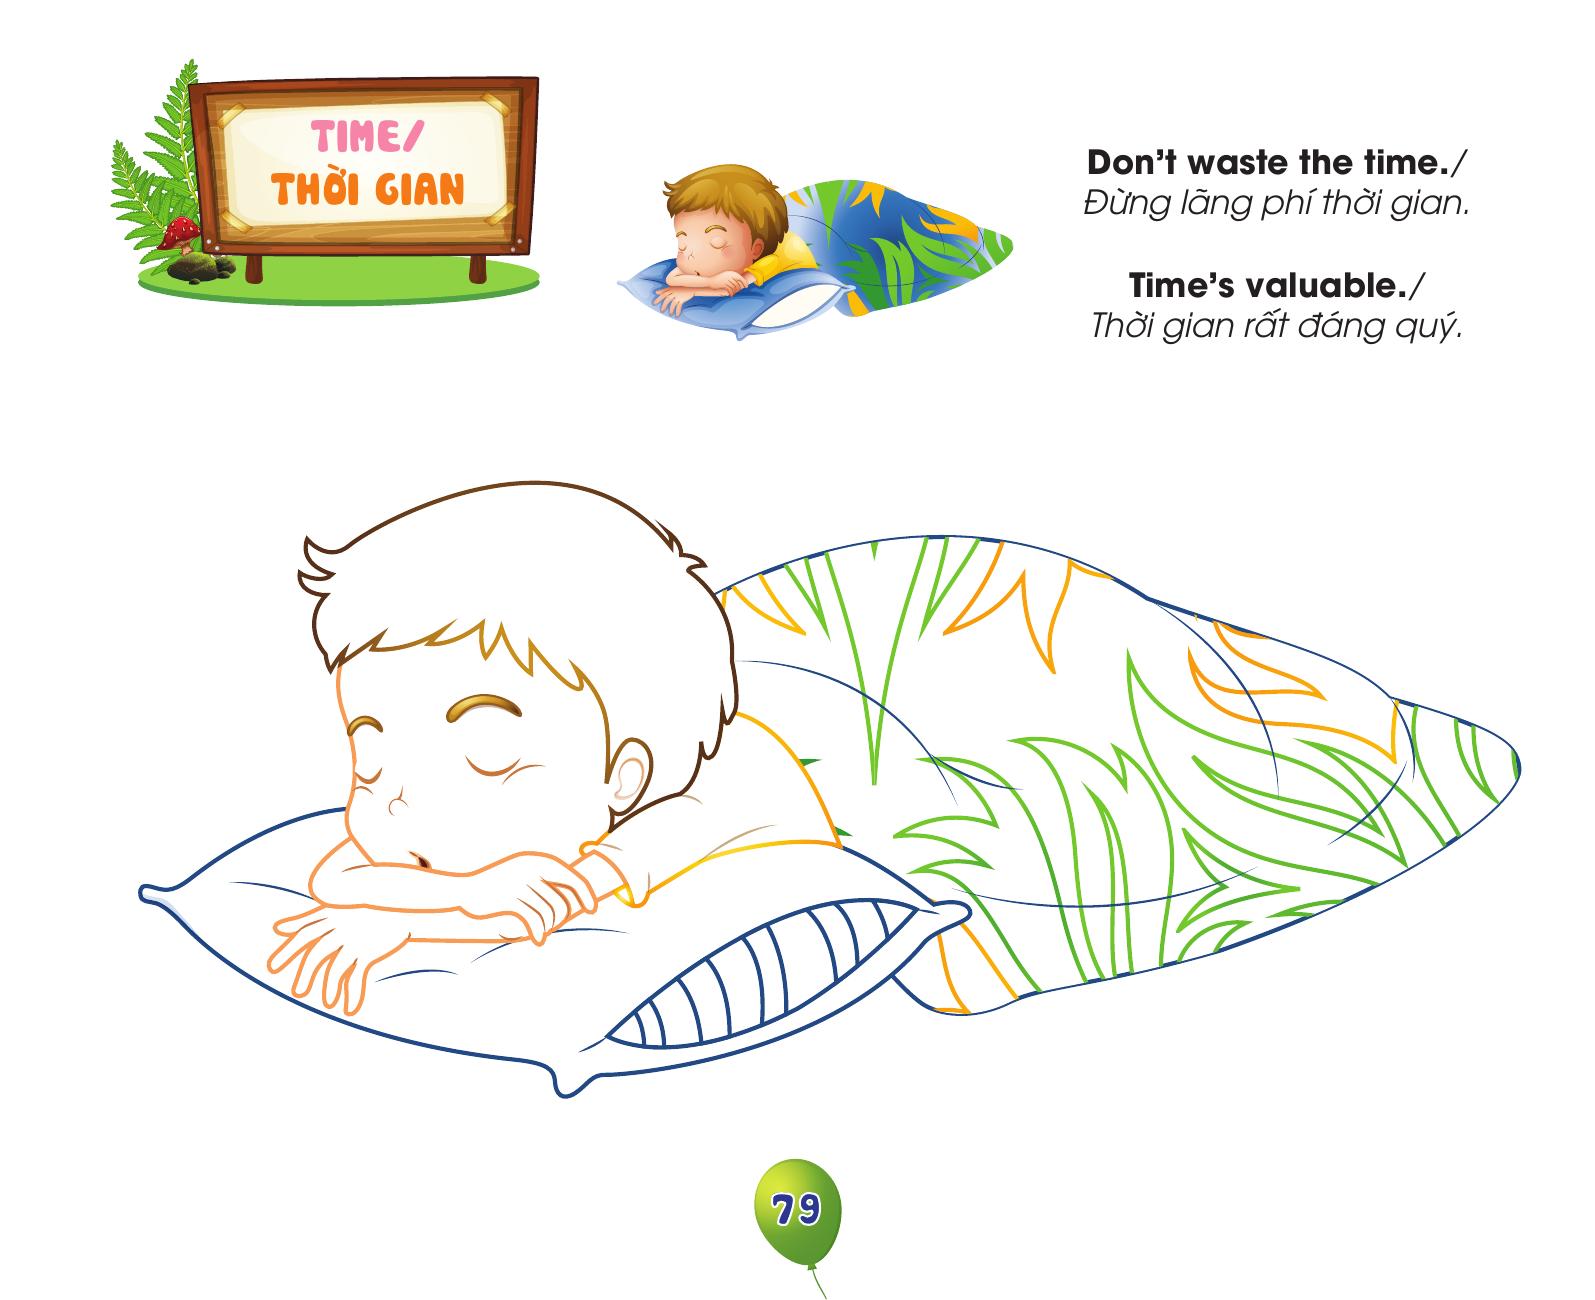 TIME/
THỜI GIAN
Don't waste the time./
Đừng lãng phí thời gian.
Time's valuable./
Thời gian rất đáng quý.
79